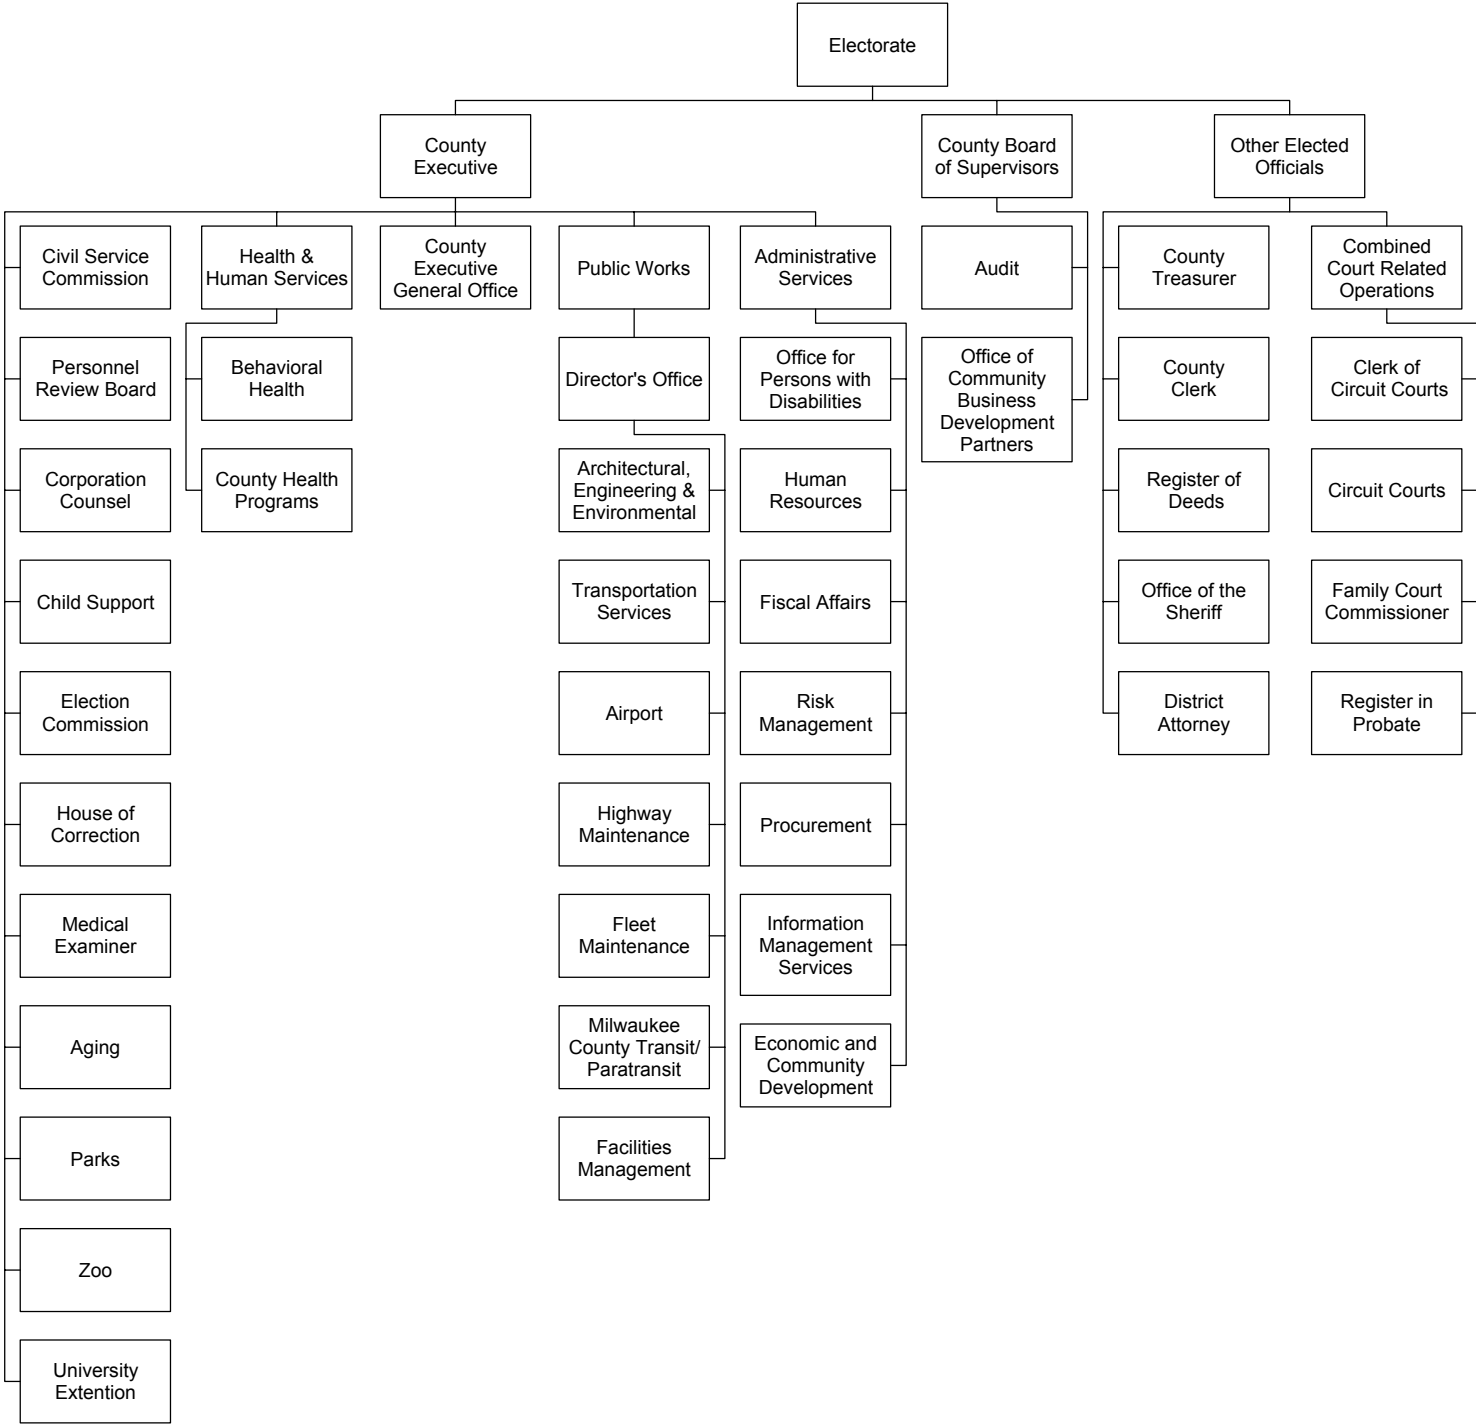 Electorate
County
Executive
County Board
of Supervisors
Other Elected
Officials
Civil Service
Commission
Health &
Human Services
County
Executive
General Office
Public Works
Administrative
Services
Audit
County
Treasurer
Combined
Court Related
Operations
Personnel
Review Board
Behavioral
Health
Director's Office
Office for
Persons with
Disabilities
Office of
Community
Business
Development
Partners
County
Clerk
Clerk of
Circuit Courts
Corporation
Counsel
County Health
Programs
Architectural,
Engineering &
Environmental
Human
Resources
Register of
Deeds
Circuit Courts
Child Support
Transportation
Services
Fiscal Affairs
Office of the
Sheriff
Family Court
Commissioner
Election
Commission
Airport
Risk
Management
District
Attorney
Register in
Probate
House of
Correction
Highway
Maintenance
Procurement
Medical
Examiner
Fleet
Maintenance
Information
Management
Services
Aging
Milwaukee
County Transit/
Paratransit
Economic and
Community
Development
Parks
Facilities
Management
Zoo
University
Extention